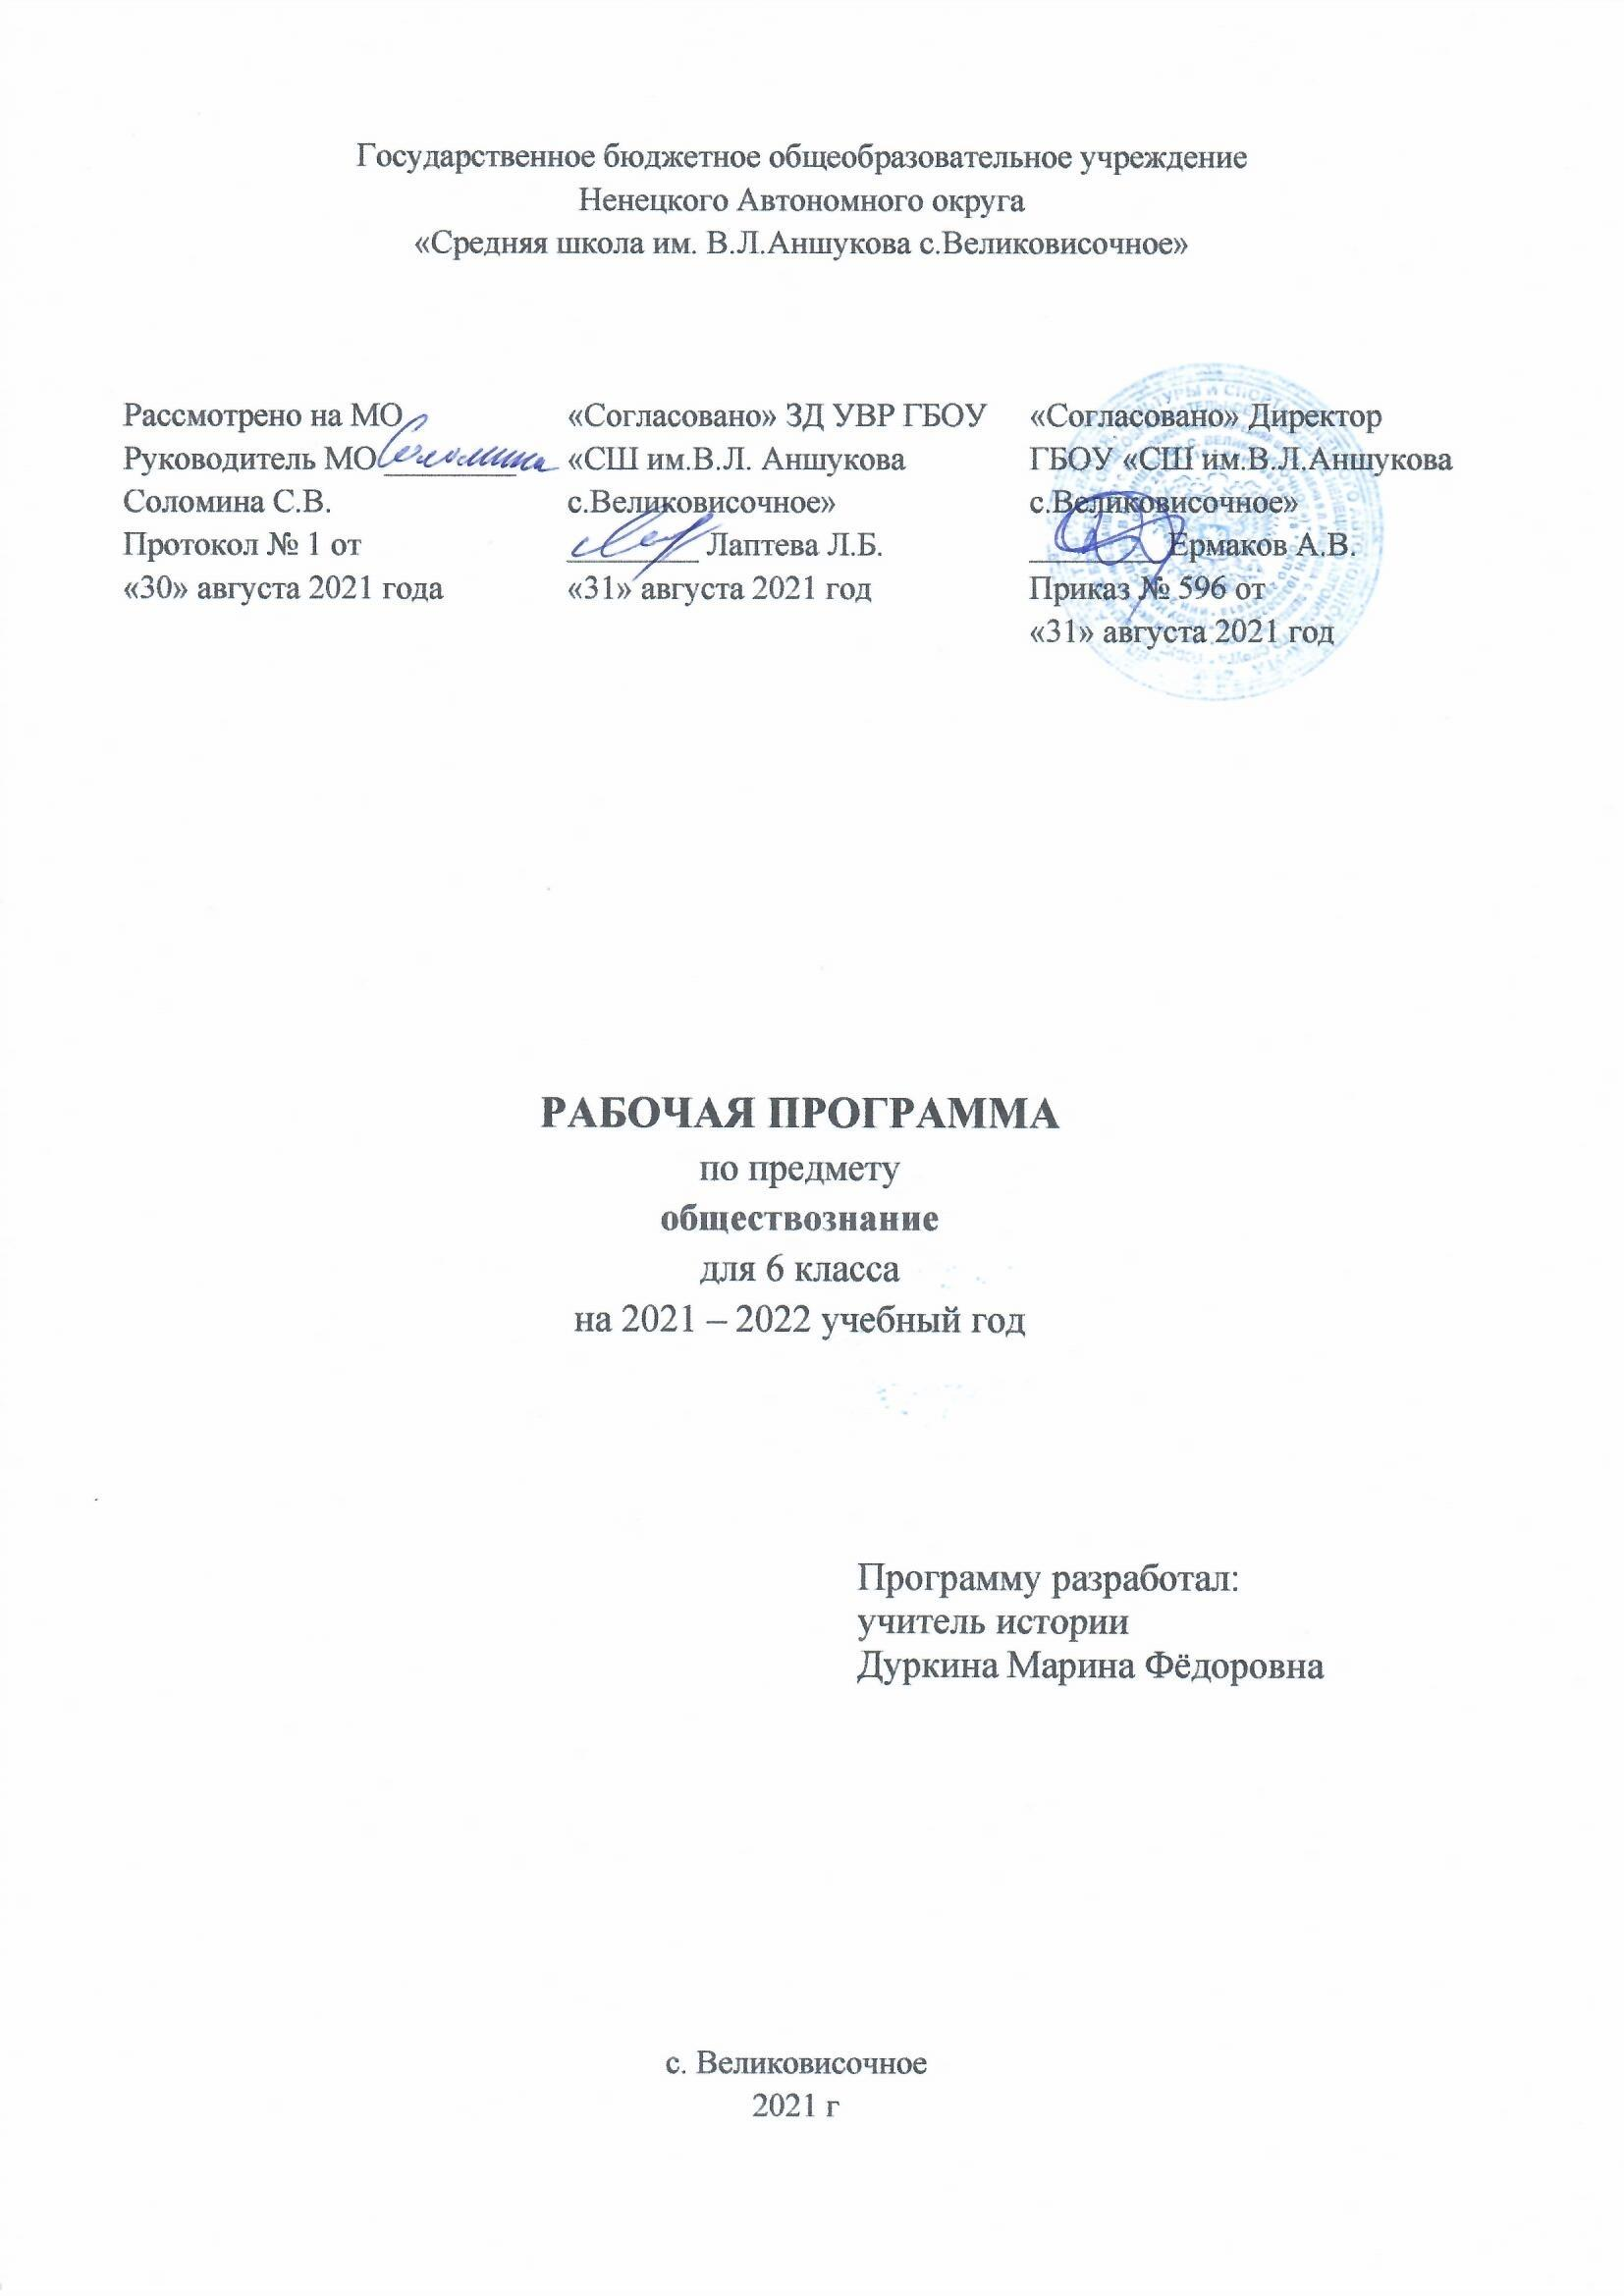 Государственное бюджетное общеобразовательное учреждение
Ненецкого Автономного округа
«Средняя школа им. В.Л.Аншукова с.Великовисочное»
Рассмотрено на МО
Руководитель МО Соломина
Соломина С.В.
Протокол № 1 от
«30» августа 2021 года
«Согласовано» ЗД УВР ГБОУ
«СШ им.В.Л. Аншукова
с.Великовисочное»
__________ Лаптева Л.Б.
«31» августа 2021 год
«Согласовано» Директор
ГБОУ «СШ им.В.Л.Аншукова
с.Великовисочное»
__________ Ермаков А.В.
Приказ № 596 от
«31» августа 2021 год
РАБОЧАЯ ПРОГРАММА
по предмету
обществознание
для 6 класса
на 2021 – 2022 учебный год
Программу разработал:
учитель истории
Дуркина Марина Фёдоровна
с. Великовисочное
2021 г